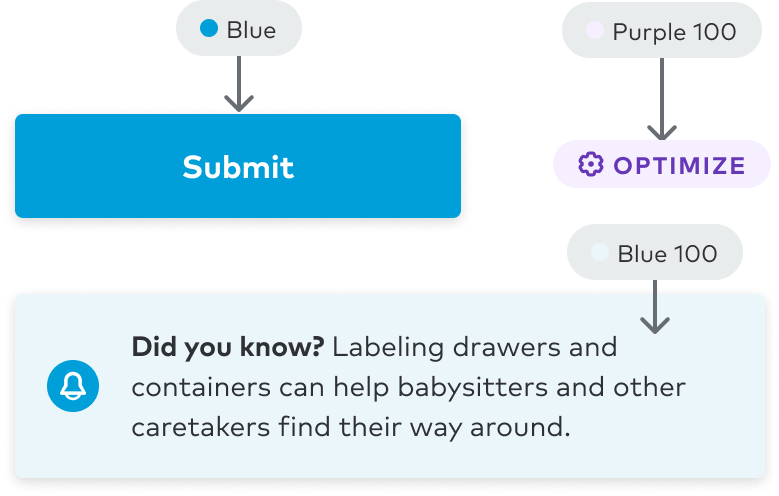 Blue
Purple 100
Submit
OPTIMIZE
Blue 100
Did you know? Labeling drawers and
containers can help babysitters and other
caretakers find their way around.